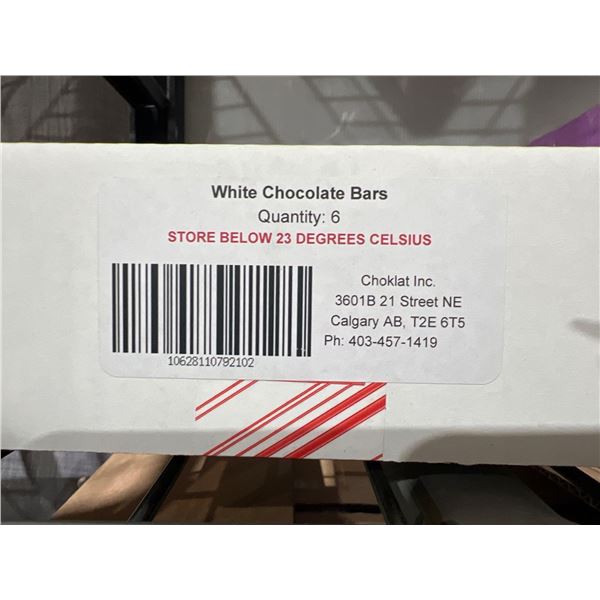 White Chocolate Bars
Quantity: 6
STORE BELOW 23 DEGREES CELSIUS
Choklat Inc.
3601B 21 Street NE
Calgary AB, T2E 6T5
Ph: 403-457-1419
10628110792102